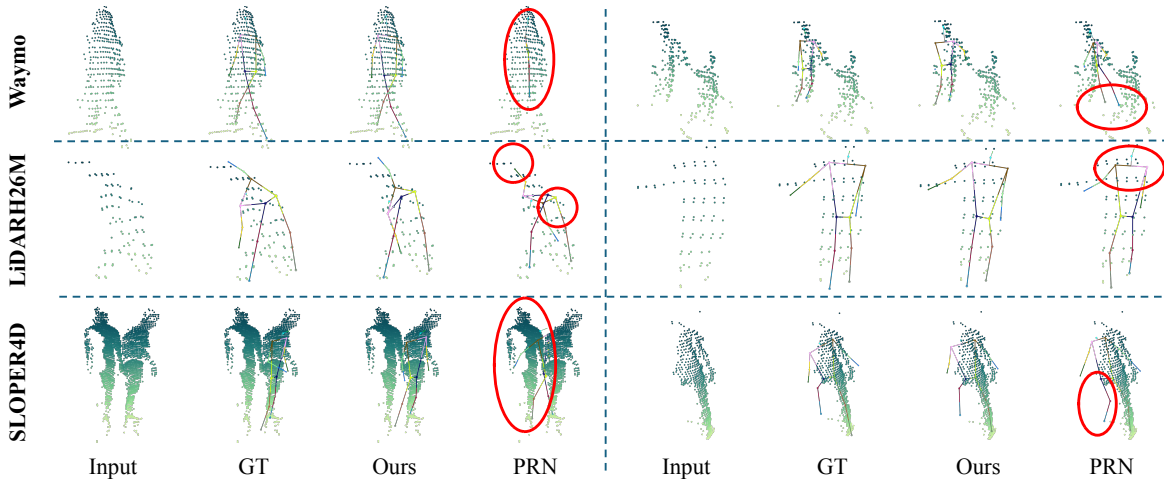 Waymo
LiDARH26M
SLOPER4D
Input GT Ours PRN Input GT Ours PRN